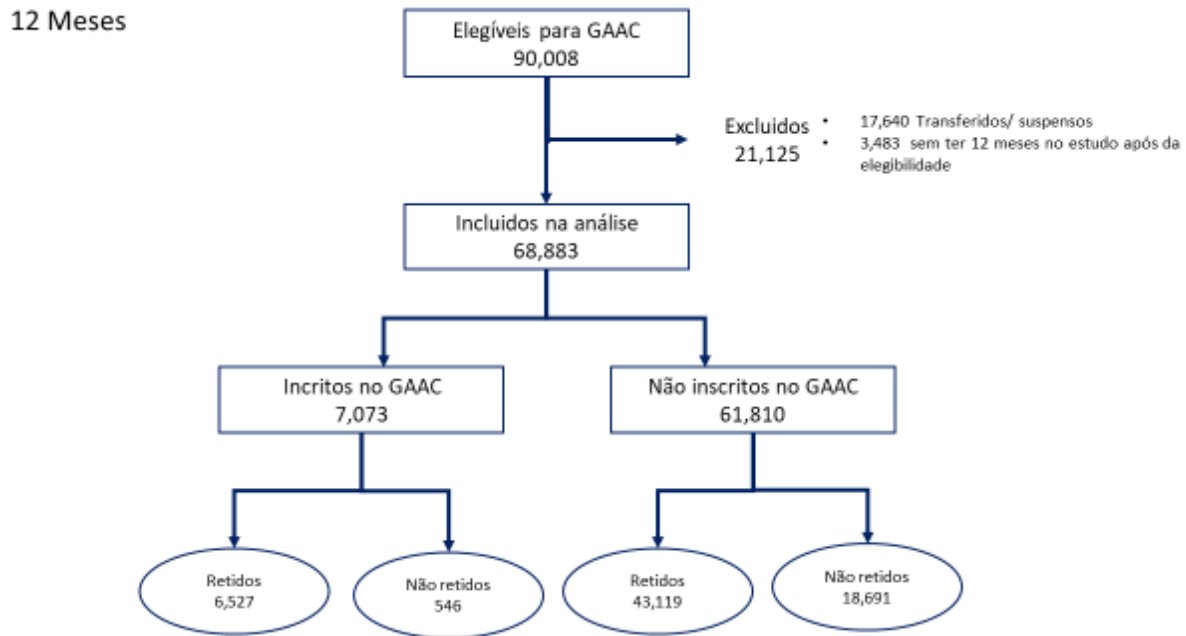 12 Meses
Elegíveis para GAAC
90,008
Excluidos
21,125
• 17,640 Transferidos/ suspensos
• 3,483 sem ter 12 meses no estudo após da
elegibilidade
Incluidos na análise
68,883
Incritos no GAAC
7,073
Não inscritos no GAAC
61,810
Retidos
6,527
Não retidos
546
Retidos
43,119
Não retidos
18,691